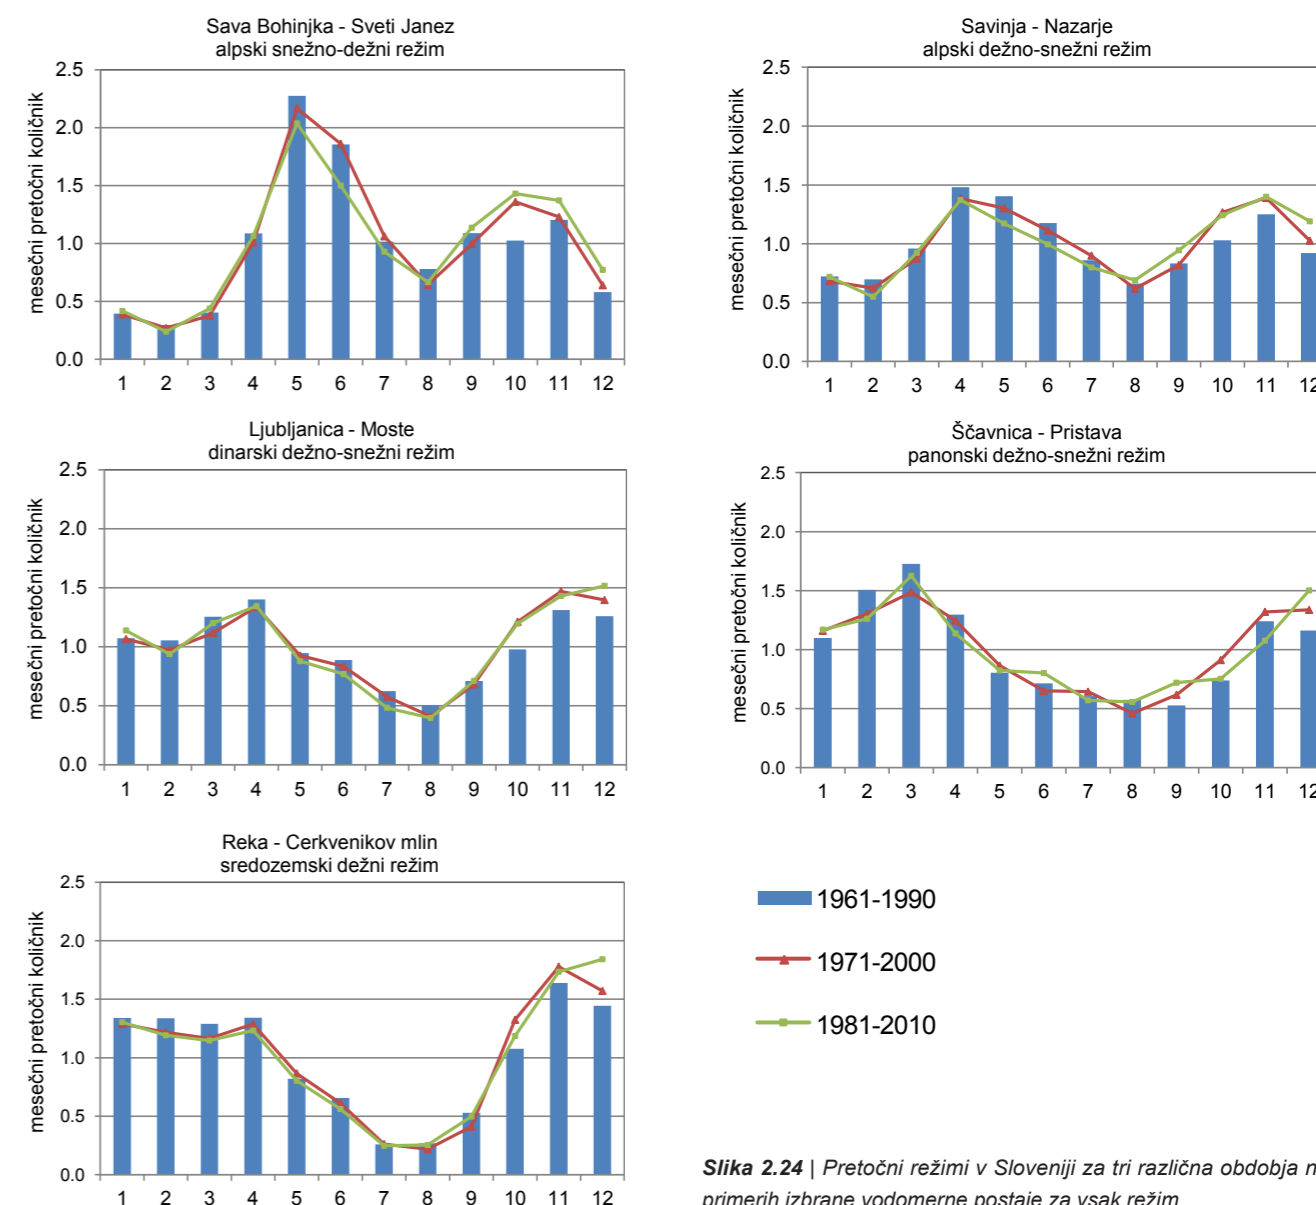 Sava Bohinjka - Sveti Janez
alpski snežno-dežni režim
mesečni pretočni količnik
2.5
2.0
1.5
1.0
0.5
0.0
1 2 3 4 5 6 7 8 9 10 11 12
Savinja - Nazarje
alpski dežno-snežni režim
mesečni pretočni količnik
2.5
2.0
1.5
1.0
0.5
0.0
1 2 3 4 5 6 7 8 9 10 11 12
Ljubljanica - Moste
dinarski dežno-snežni režim
mesečni pretočni količnik
2.5
2.0
1.5
1.0
0.5
0.0
1 2 3 4 5 6 7 8 9 10 11 12
Ščavnica - Pristava
panonski dežno-snežni režim
mesečni pretočni količnik
2.5
2.0
1.5
1.0
0.5
0.0
1 2 3 4 5 6 7 8 9 10 11 12
Reka - Cerkvenikov mlin
sredozemski dežni režim
mesečni pretočni količnik
2.5
2.0
1.5
1.0
0.5
0.0
1 2 3 4 5 6 7 8 9 10 11 12
1961-1990
1971-2000
1981-2010
Slika 2.24 | Pretočni režimi v Sloveniji za tri različna obdobja
primerih izbrane vodomerne postaje za vsak režim